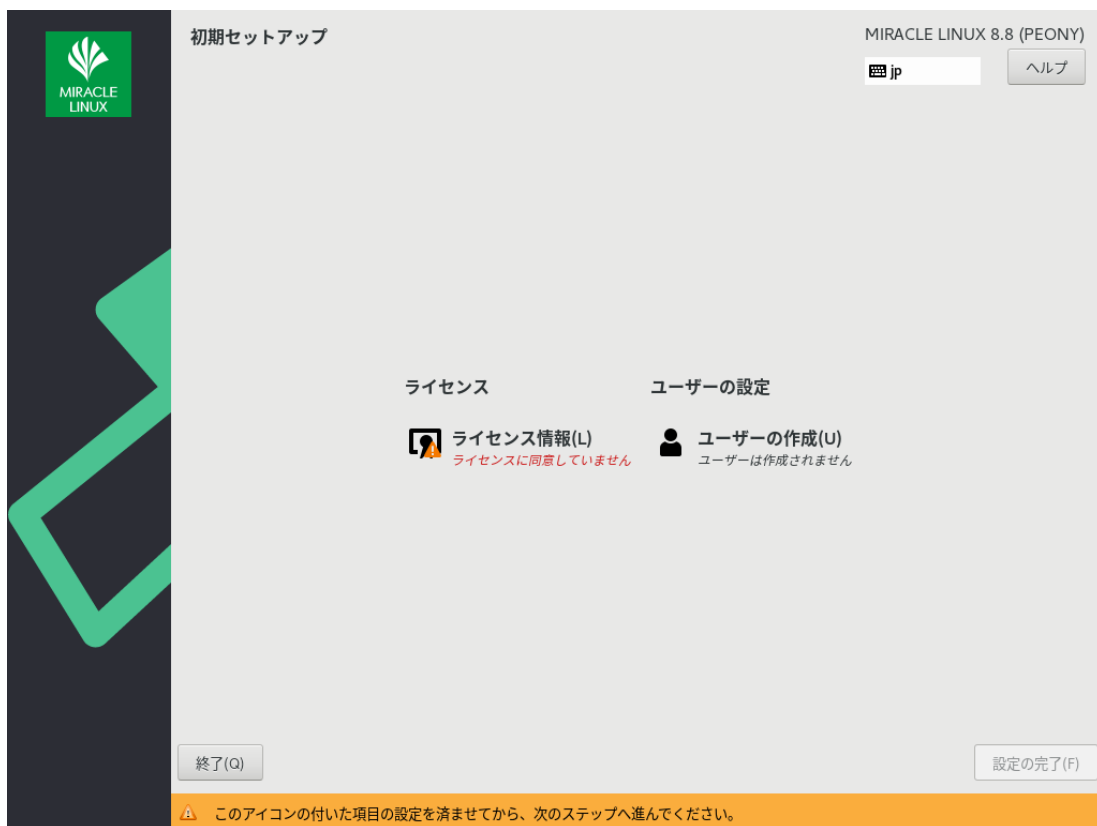 MIRACLE
LINUX
初期セットアップ
MIRACLE LINUX 8.8 (PEONY)
jp
ヘルプ
ライセンス
ライセンス情報(L)
ライセンスに同意していません
ユーザーの設定
ユーザーの作成(U)
ユーザーは作成されません
終了(Q)
設定の完了(F)
このアイコンの付いた項目の設定を済ませてから、次のステップへ進んでください。